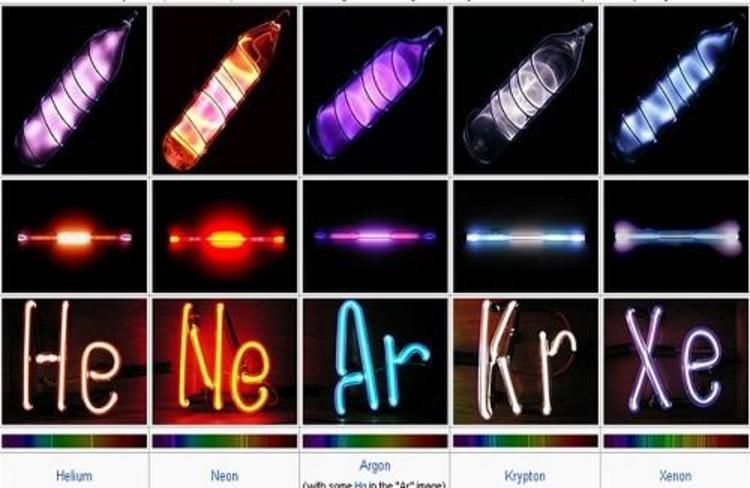 He Ne Ar Kr Xe
Helium Neon Argon Krypton Xenon
(with some Hg in the "Ar" image)